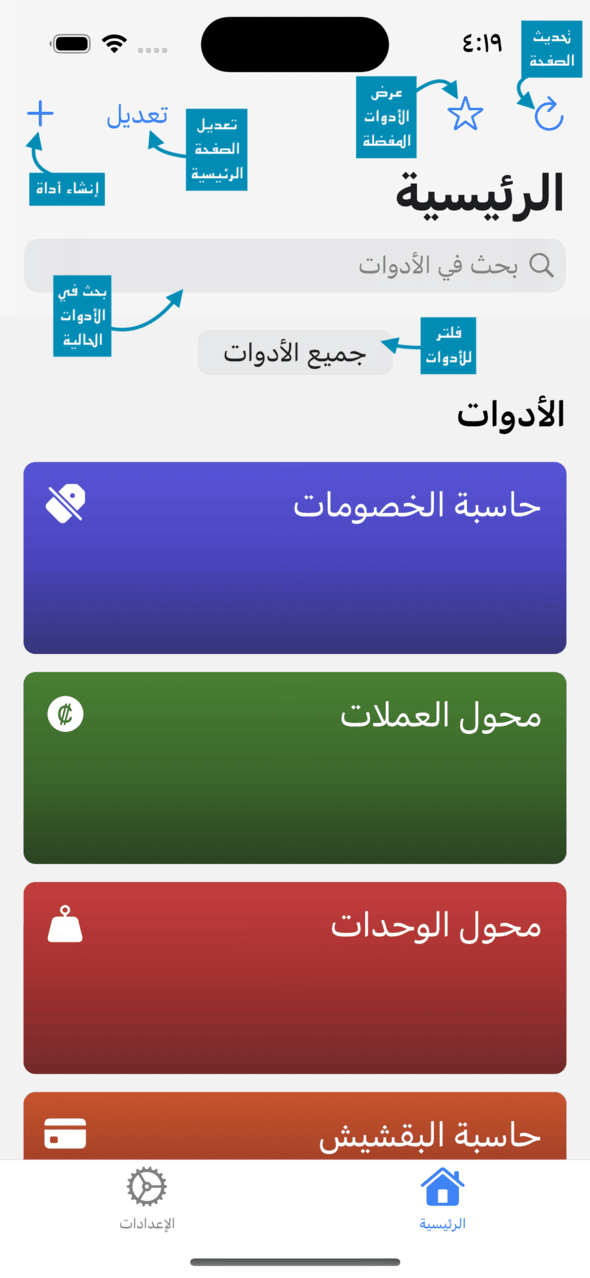 ٤:١٩
تحديث
الصفحة
عرض
الأدوات
المفضلة
تعديل
تعديل
الصفحة
الرئيسية
إنشاء أداة
الرئيسية
بحث في الأدوات
بحث في
الأدوات
الحالية
فلتر
للأدوات
جميع الأدوات
الأدوات
حاسبة الخصومات
محول العملات
محول الوحدات
حاسبة البقشيش
الرئيسية
الإعدادات